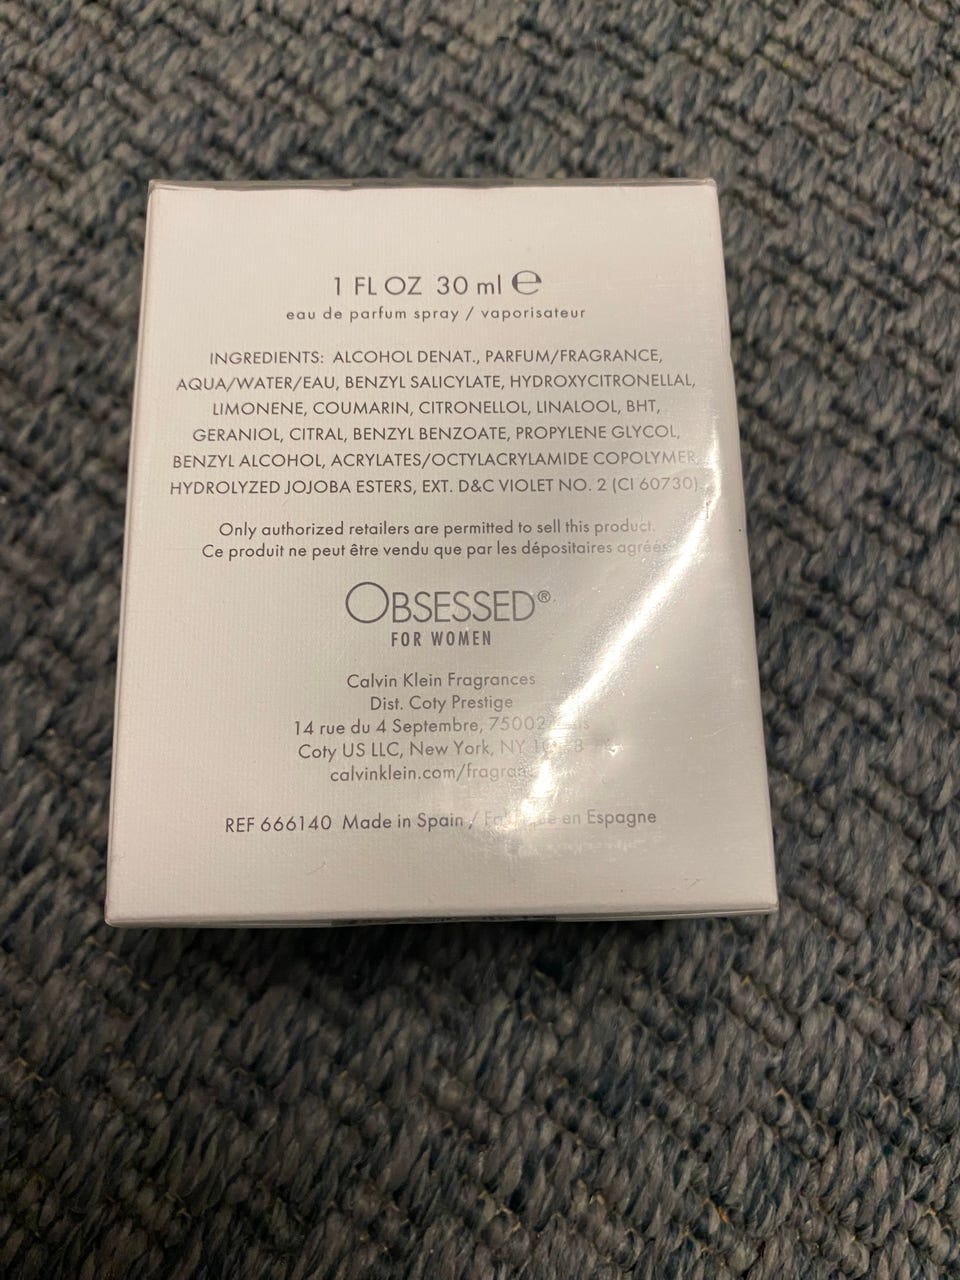 1 FL OZ 30 ml ℮
eau de parfum spray / vaporisateur
INGREDIENTS: ALCOHOL DENAT., PARFUM/FRAGRANCE,
AQUA/WATER/EAU, BENZYL SALICYLATE, HYDROXYCITRONELLAL,
LIMONENE, COUMARIN, CITRONELLOL, LINALOOL, BHT,
GERANIOL, CITRAL, BENZYL BENZOATE, PROPYLENE GLYCOL,
BENZYL ALCOHOL, ACRYLATES/OCTYLACRYLAMIDE COPOLYMER,
HYDROLYZED JOJOBA ESTERS, EXT. D&C VIOLET NO. 2 (CI 60730).
Only authorized retailers are permitted to sell this product.
Ce produit ne peut être vendu que par les dépositaires agréés
OBSESSED®
FOR WOMEN
Calvin Klein Fragrances
Dist. Coty Prestige
14 rue du 4 Septembre, 75002
Coty US LLC, New York, NY
REF 666140 Made in Spain / en Espagne